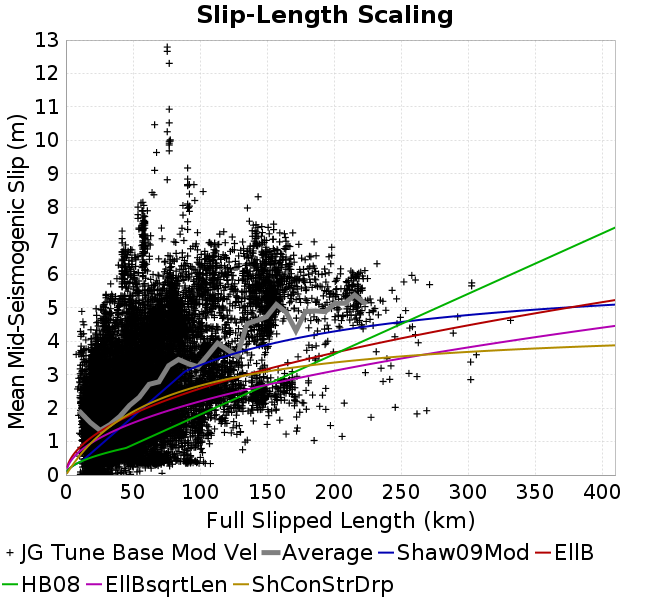 Slip-Length Scaling
Mean Mid-Seismogenic Slip (m)
13
12
11
10
9
8
7
6
5
4
3
2
1
0
0 50 100 150 200 250 300 350 400
Full Slipped Length (km)
JG Tune Base Mod Vel Average Shaw09Mod EllB
HB08 EllBsqrtLen ShConStrDrp